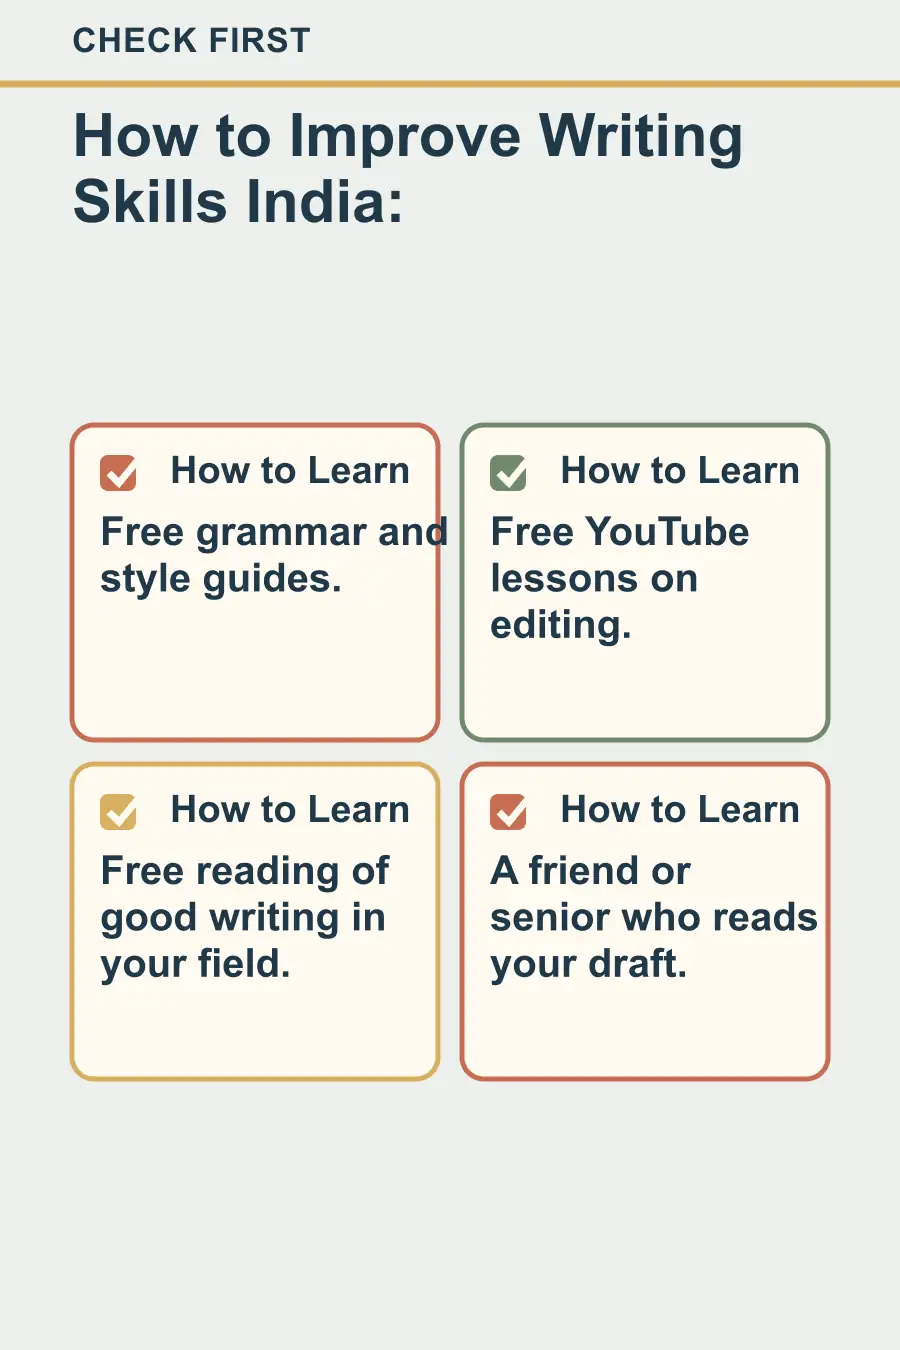 CHECK FIRST
How to Improve Writing
Skills India:
How to Learn
Free grammar and
style guides.
How to Learn
Free YouTube
lessons on
editing.
How to Learn
Free reading of
good writing in
your field.
How to Learn
A friend or
senior who reads
your draft.